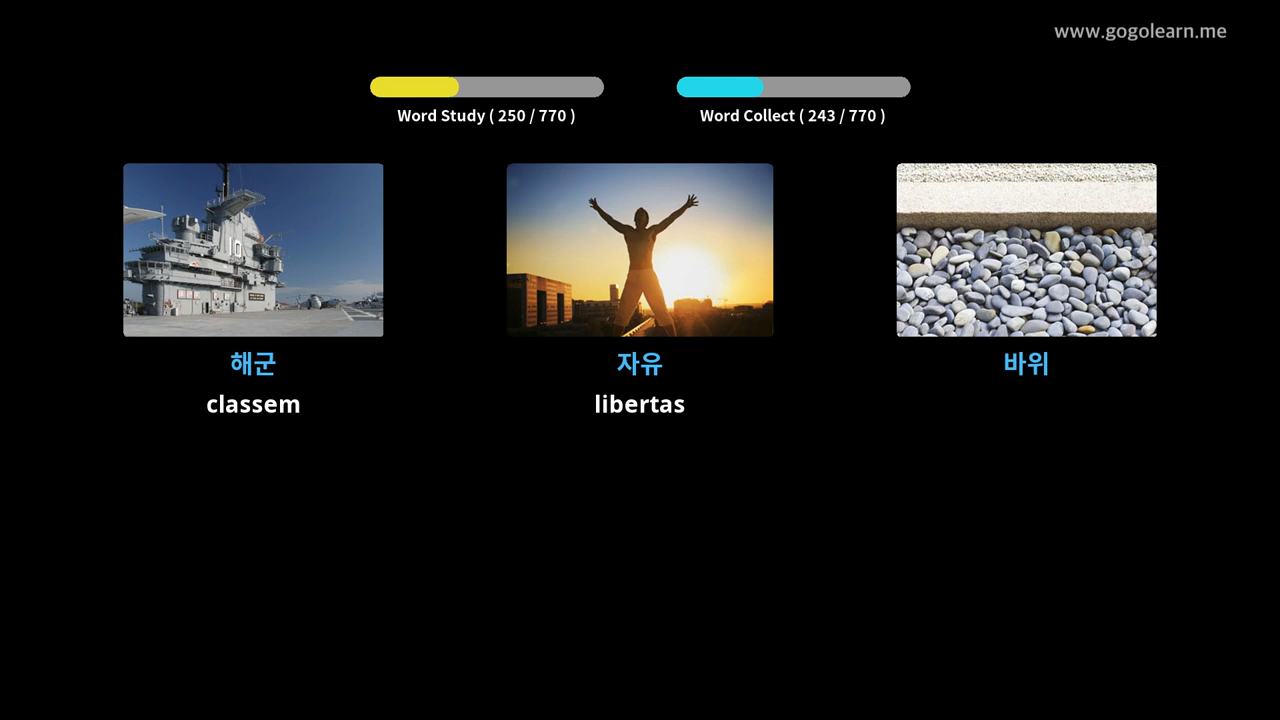 www.gogolearn.me
Word Study ( 250 / 770 )
Word Collect ( 243 / 770 )
10
해군
자유
바위
classem
libertas